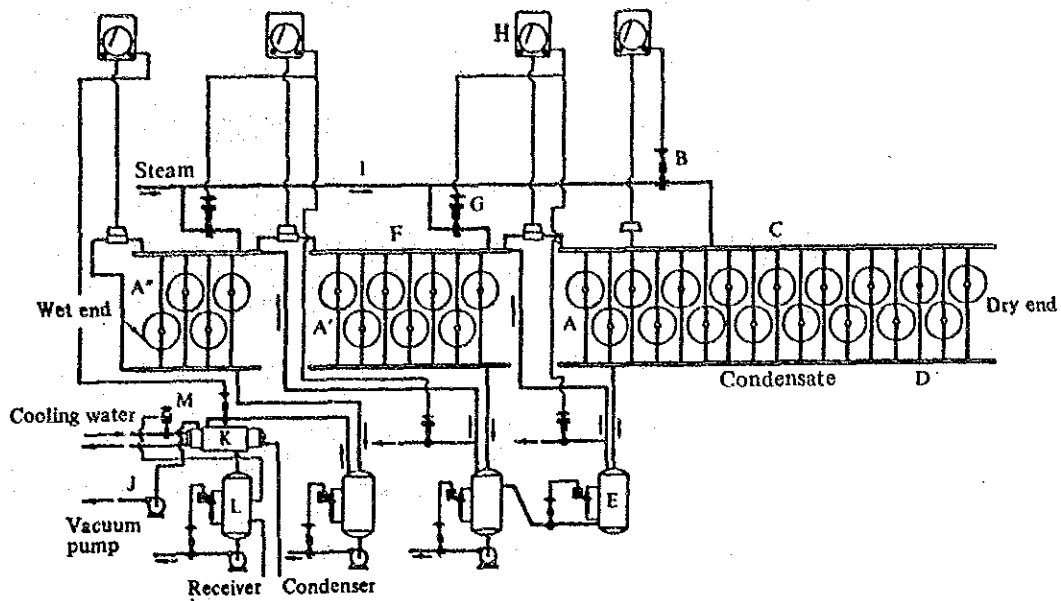 H
B
Steam
I
G
F
C
A"
Wet end
A'
A
Dry end
Condensate
D
M
Cooling water
K
J
L
E
Vacuum
pump
Receiver
Condenser